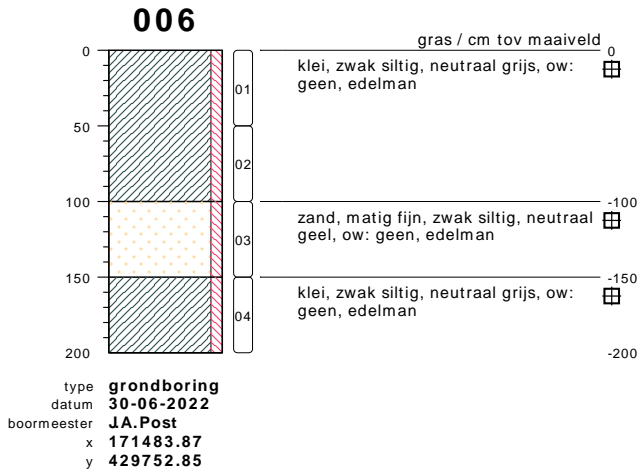 006
gras / cm tov maaiveld
0
0
klei, zwak siltig, neutraal grijs, ow:
geen, edelman
01
50
02
100
-100
zand, matig fijn, zwak siltig, neutraal
geel, ow: geen, edelman
03
150
-150
klei, zwak siltig, neutraal grijs, ow:
geen, edelman
04
200
-200
type grondboring
datum 30-06-2022
boormeester J.A.Post
x 171483.87
y 429752.85